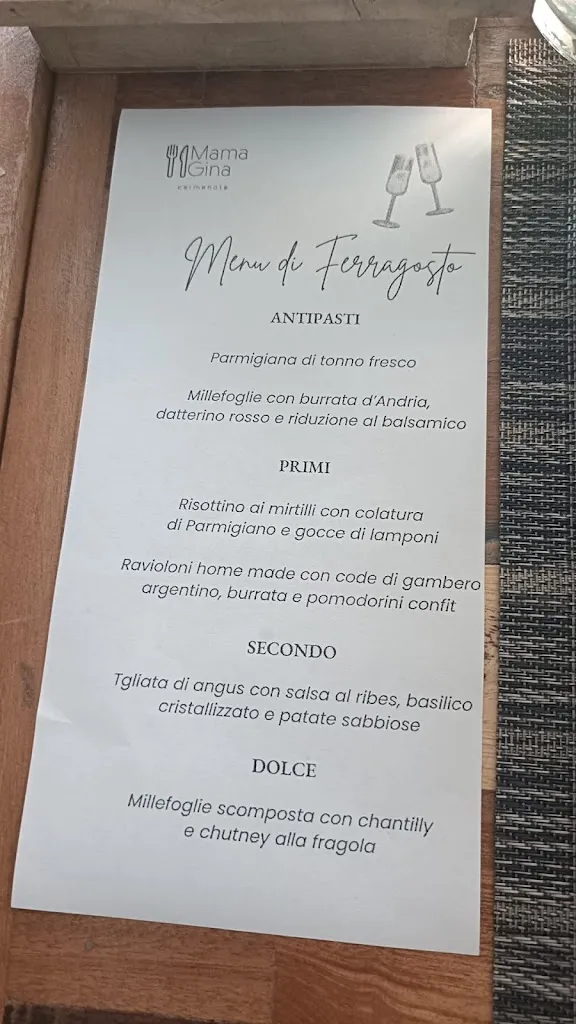 Mama
Gina
carmenola
Menu di Ferragosto
ANTIPASTI
Parmigiana di tonno fresco
Millefoglie con burrata d'Andria,
datterino rosso e riduzione al balsamico
PRIMI
Risottino ai mirtilli con colatura
di Parmigiano e gocce di lamponi
Ravioloni home made con code di gambero
argentino, burrata e pomodorini confit
SECONDO
Tgliata di angus con salsa al ribes, basilico
cristallizzato e patate sabbiose
DOLCE
Millefoglie scomposta con chantilly
e chutney alla fragola